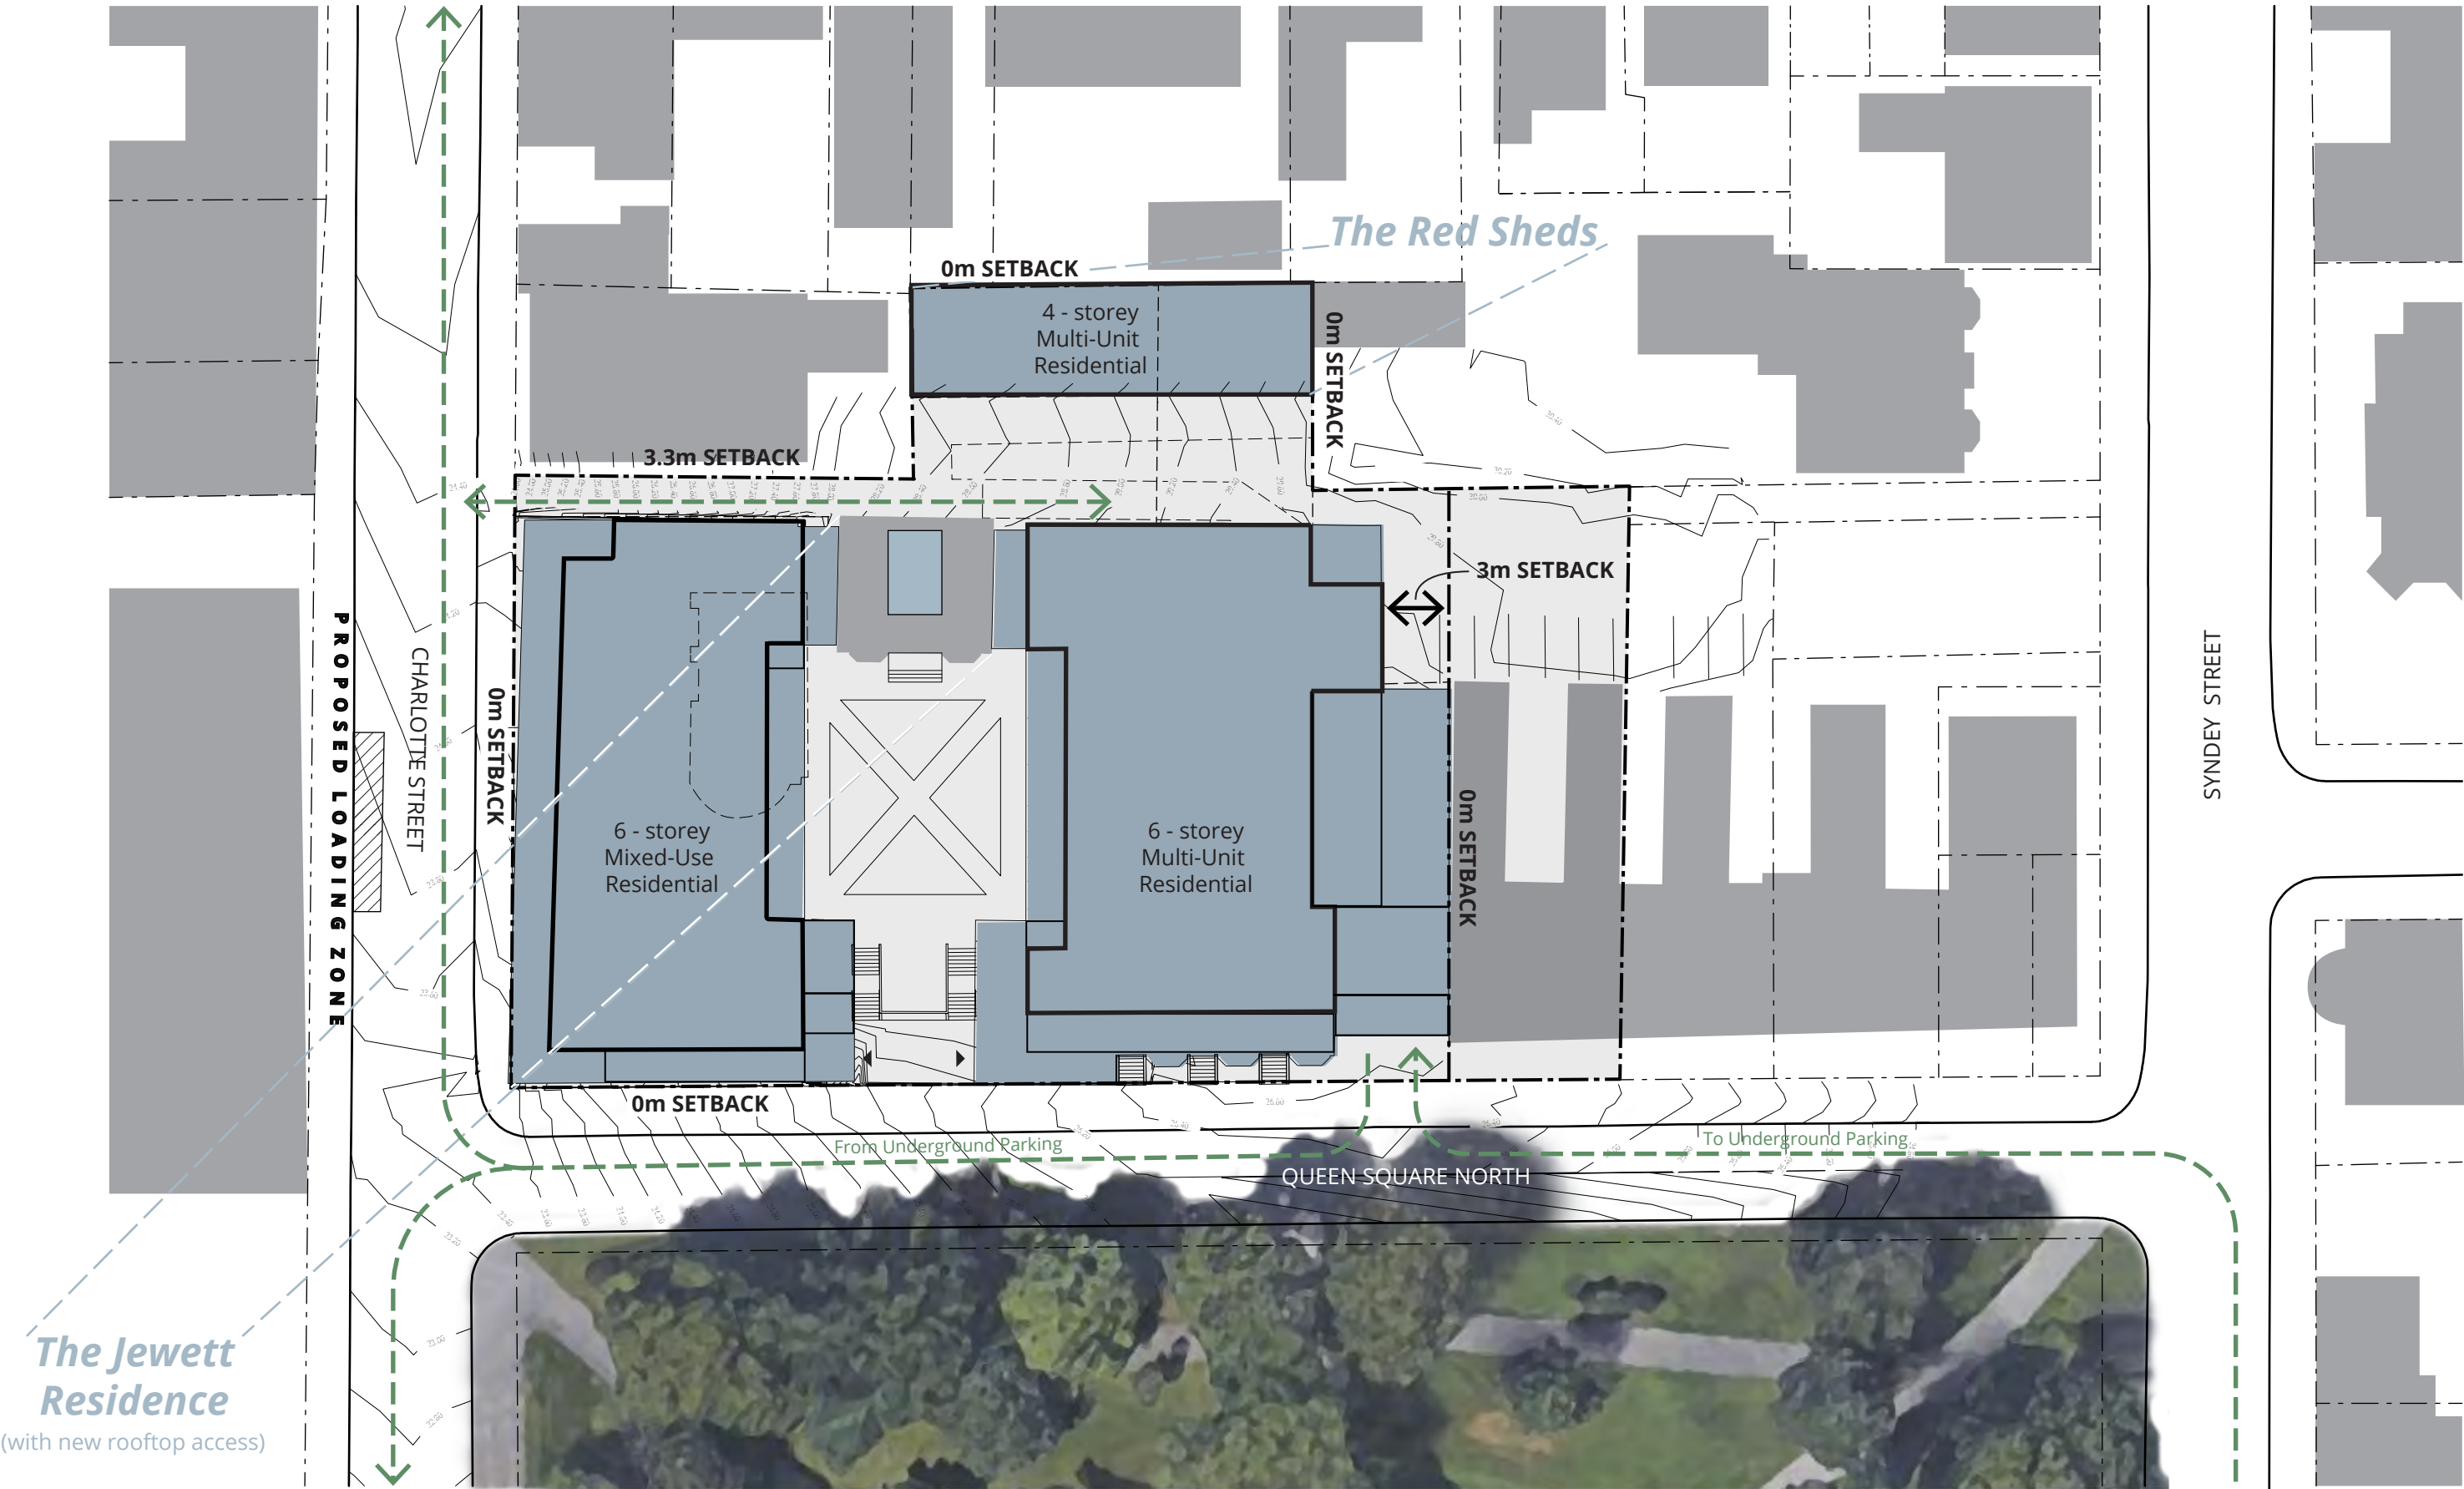 The Red Sheds
0m SETBACK
4 - storey
Multi-Unit
Residential
0m SETBACK
3.3m SETBACK
3m SETBACK
PROPOSED LOADING ZONE
CHARLOTTE STREET
0m SETBACK
6 - storey
Mixed-Use
Residential
6 - storey
Multi-Unit
Residential
0m SETBACK
SYNDEY STREET
0m SETBACK
From Underground Parking
To Underground Parking
QUEEN SQUARE NORTH
The Jewett
Residence
(with new rooftop access)